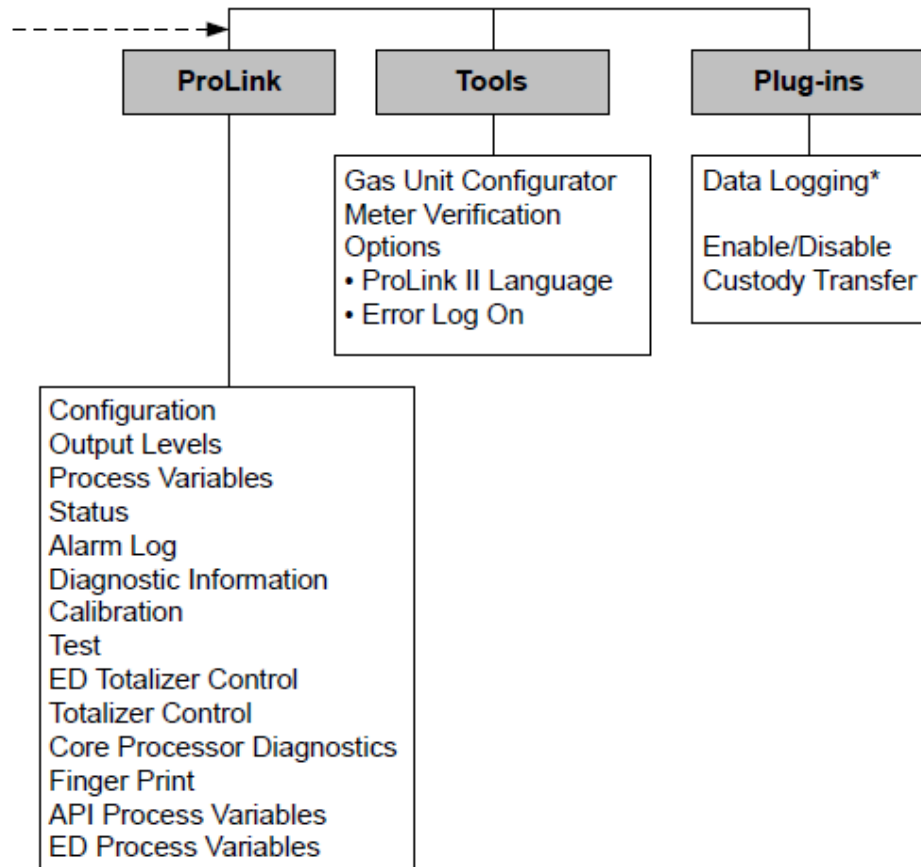 ProLink
Tools
Plug-ins
Gas Unit Configurator
Meter Verification
Options
• ProLink II Language
• Error Log On
Data Logging*
Enable/Disable
Custody Transfer
Configuration
Output Levels
Process Variables
Status
Alarm Log
Diagnostic Information
Calibration
Test
ED Totalizer Control
Totalizer Control
Core Processor Diagnostics
Finger Print
API Process Variables
ED Process Variables